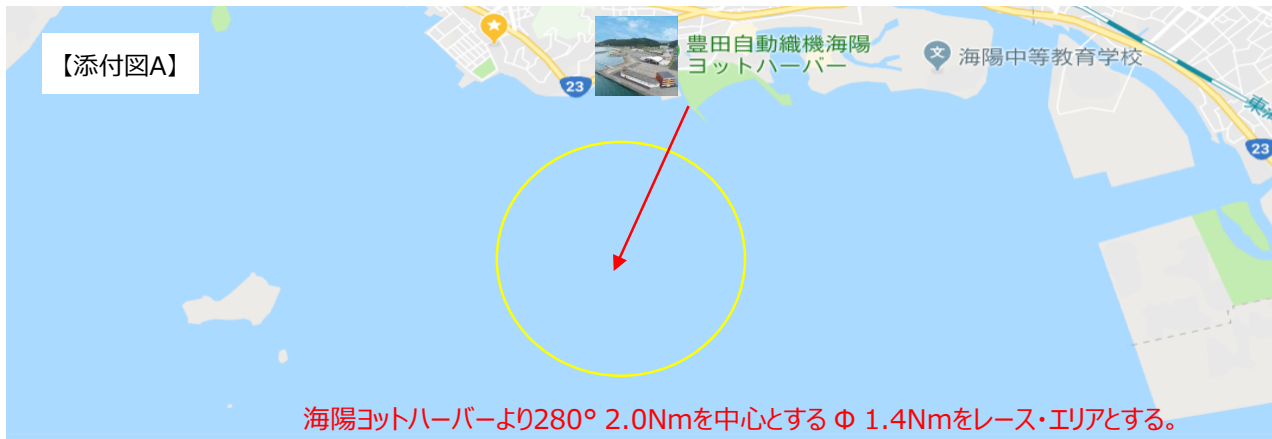 【添付図A】
23
豊田自動織機海陽
ヨットハーバー
文 海陽中等教育学校
23
海陽ヨットハーバーより280° 2.0Nmを中心とする Φ 1.4Nmをレース・エリアとする。